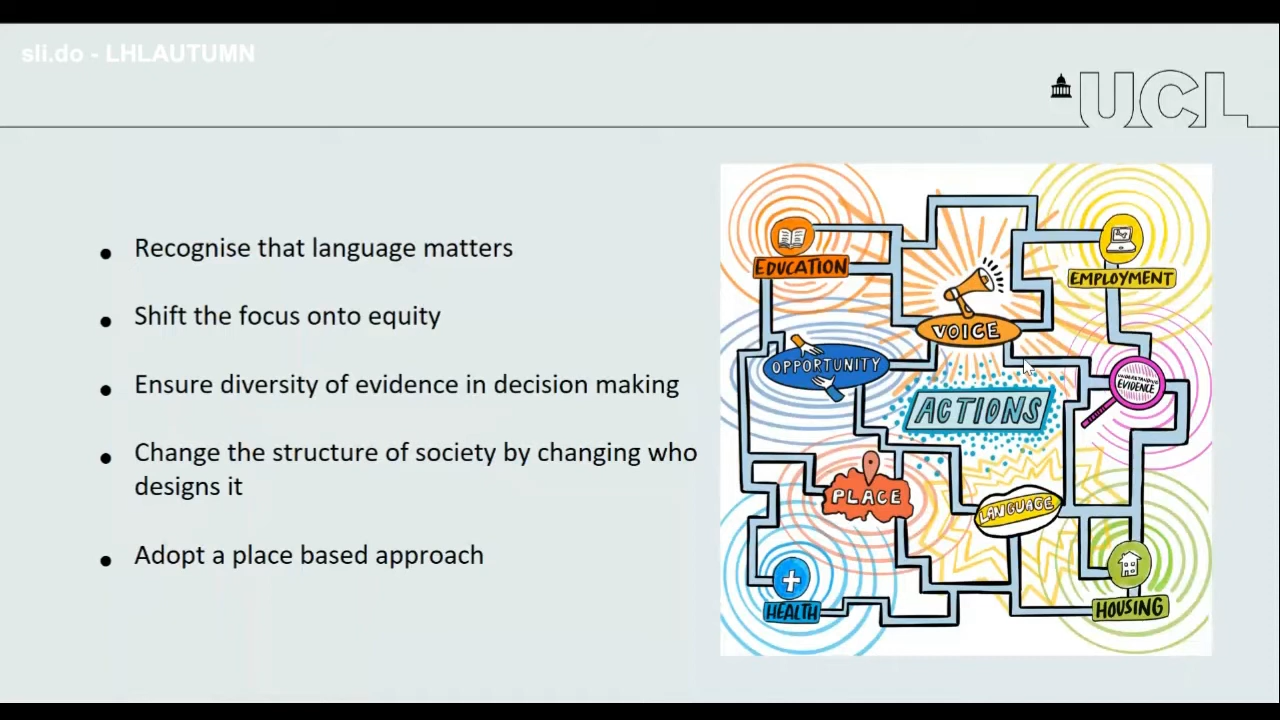 sli.do - LHLAUTUMN
UCL
• Recognise that language matters
• Shift the focus onto equity
• Ensure diversity of evidence in decision making
• Change the structure of society by changing who
designs it
• Adopt a place based approach
EDUCATION
EMPLOYMENT
VOICE
OPPORTUNITY
UNDERSTANDING
EVIDENCE
ACTIONS
PLACE
LANGUAGE
HEALTH
HOUSING